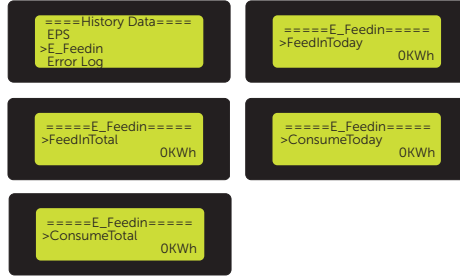 ====History Data====
EPS
>E_Feedin
Error Log
=====E_Feedin=====
>FeedInToday
0KWh
=====E_Feedin=====
>FeedInTotal
0KWh
=====E_Feedin=====
>ConsumeToday
0KWh
=====E_Feedin=====
>ConsumeTotal
0KWh